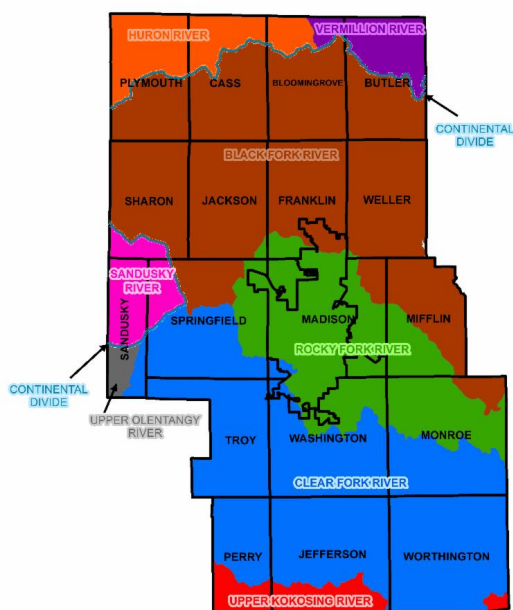 HURON RIVER
VERMILLION RIVER
PLYMOUTH
CASS
BLOOMINGROVE
BUTLER
CONTINENTAL
DIVIDE
BLACK FORK RIVER
SHARON
JACKSON
FRANKLIN
WELLER
SANDUSKY
RIVER
SANDUSKY
SPRINGFIELD
MADISON
MIFFLIN
ROCKY FORK RIVER
CONTINENTAL
DIVIDE
UPPER OLENTANGY
RIVER
TROY
WASHINGTON
MONROE
CLEAR FORK RIVER
PERRY
JEFFERSON
WORTHINGTON
UPPER KOKOSING RIVER